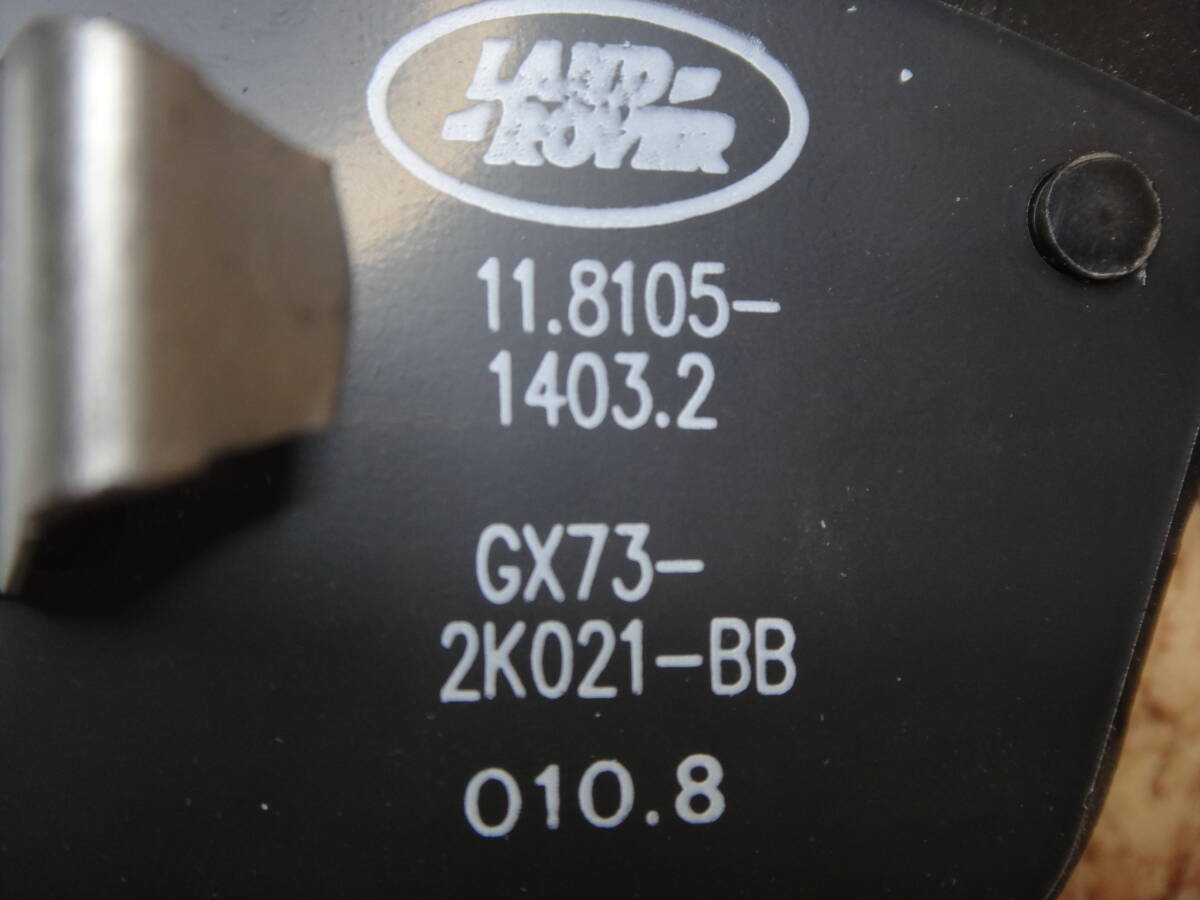 LAND-
-ROVER
11.8105-
1403.2
GX73-
2K021-BB
010.8